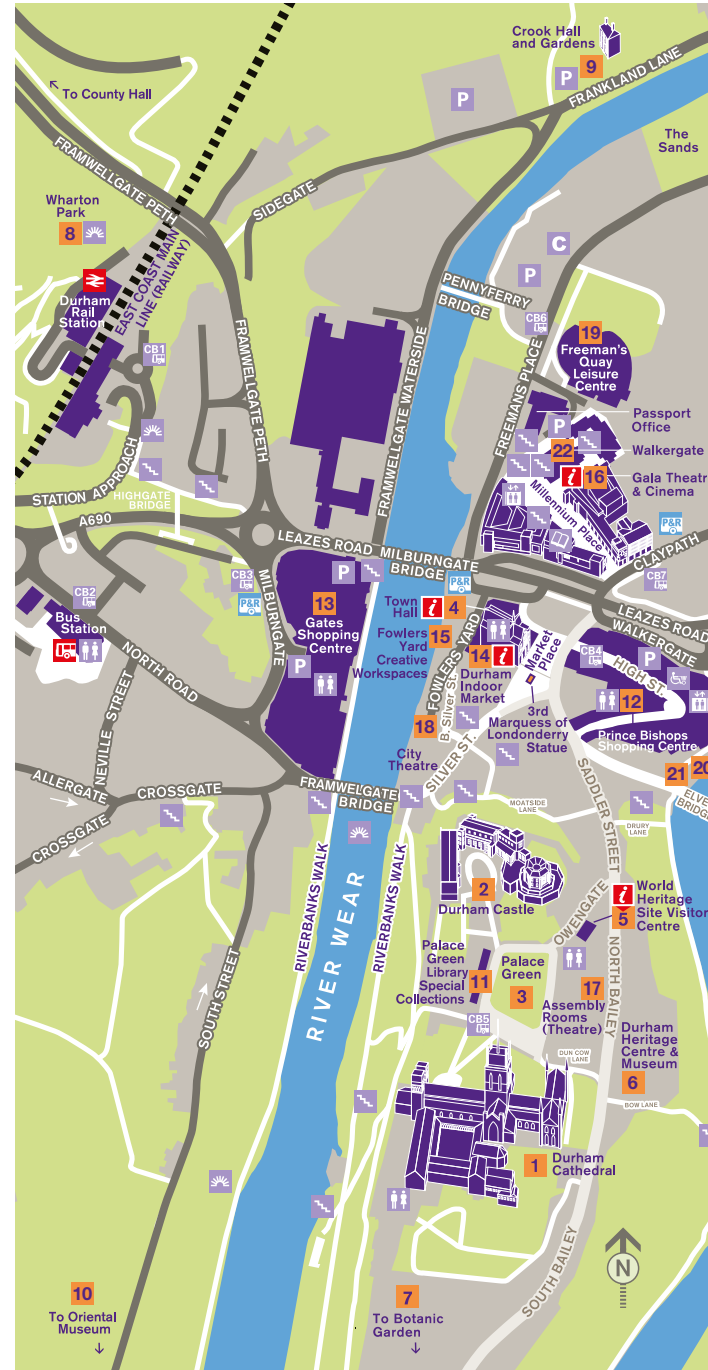 Crook Hall
and Gardens
9
P
FRANKLAND LANE
To County Hall
P
The
Sands
FRAMWELLGATE PETH
SIDEGATE
Wharton
Park
8
EAST COAST MAIN
LINE (RAILWAY)
Durham
Rail
Station
C
P
PENNYFERRY
BRIDGE
CB6
19
Freeman's
Quay
Leisure
Centre
CB1
FRAMWELLGATE PETH
FRAMWELLGATE WATERSIDE
FREEMANS PLACE
Passport
Office
P
22
Walkergate
i
16
Gala Theatr
& Cinema
Millennium Place
STATION APPROACH
HIGHGATE
BRIDGE
A690
P&R
CLAYPATH
LEAZES ROAD
MILBURNGATE
BRIDGE
CB7
CB2
Bus
Station
CB3
P&R
MILBURNGATE
P
13
Gates
Shopping
Centre
P
P&R
Town
Hall
i
4
LEAZES ROAD
WALKERGATE
Fowlers
Yard
Creative
Workspaces
15
FOWLERS YARD
B. Silver St.
14
i
Durham
Indoor
Market
Market
Place
CB4
P
HIGH ST.
12
Prince Bishops
Shopping Centre
3rd
Marquess of
Londonderry
Statue
NORTH ROAD
NEVILLE STREET
18
City
Theatre
SILVER ST.
21
20
ELVE
BRIDG
ALLERGATE
CROSSGATE
CROSSGATE
FRAMWELGATE
BRIDGE
MOATSIDE
LANE
SADDLER STREET
DRURY LANE
RIVERBANKS WALK
RIVER WEAR
RIVERBANKS WALK
2
Durham Castle
OWENGATE
i
World
Heritage
Site Visitor
Centre
5
SOUTH STREET
Palace
Green
Library
Special
Collections
11
Palace
Green
3
17
Assembly
Rooms
(Theatre)
NORTH BAILEY
CB5
Durham
Heritage
Centre &
Museum
6
DUN COW
LANE
BOW LANE
1
Durham
Cathedral
SOUTH BAILEY
N
10
To Oriental
Museum
7
To Botanic
Garden